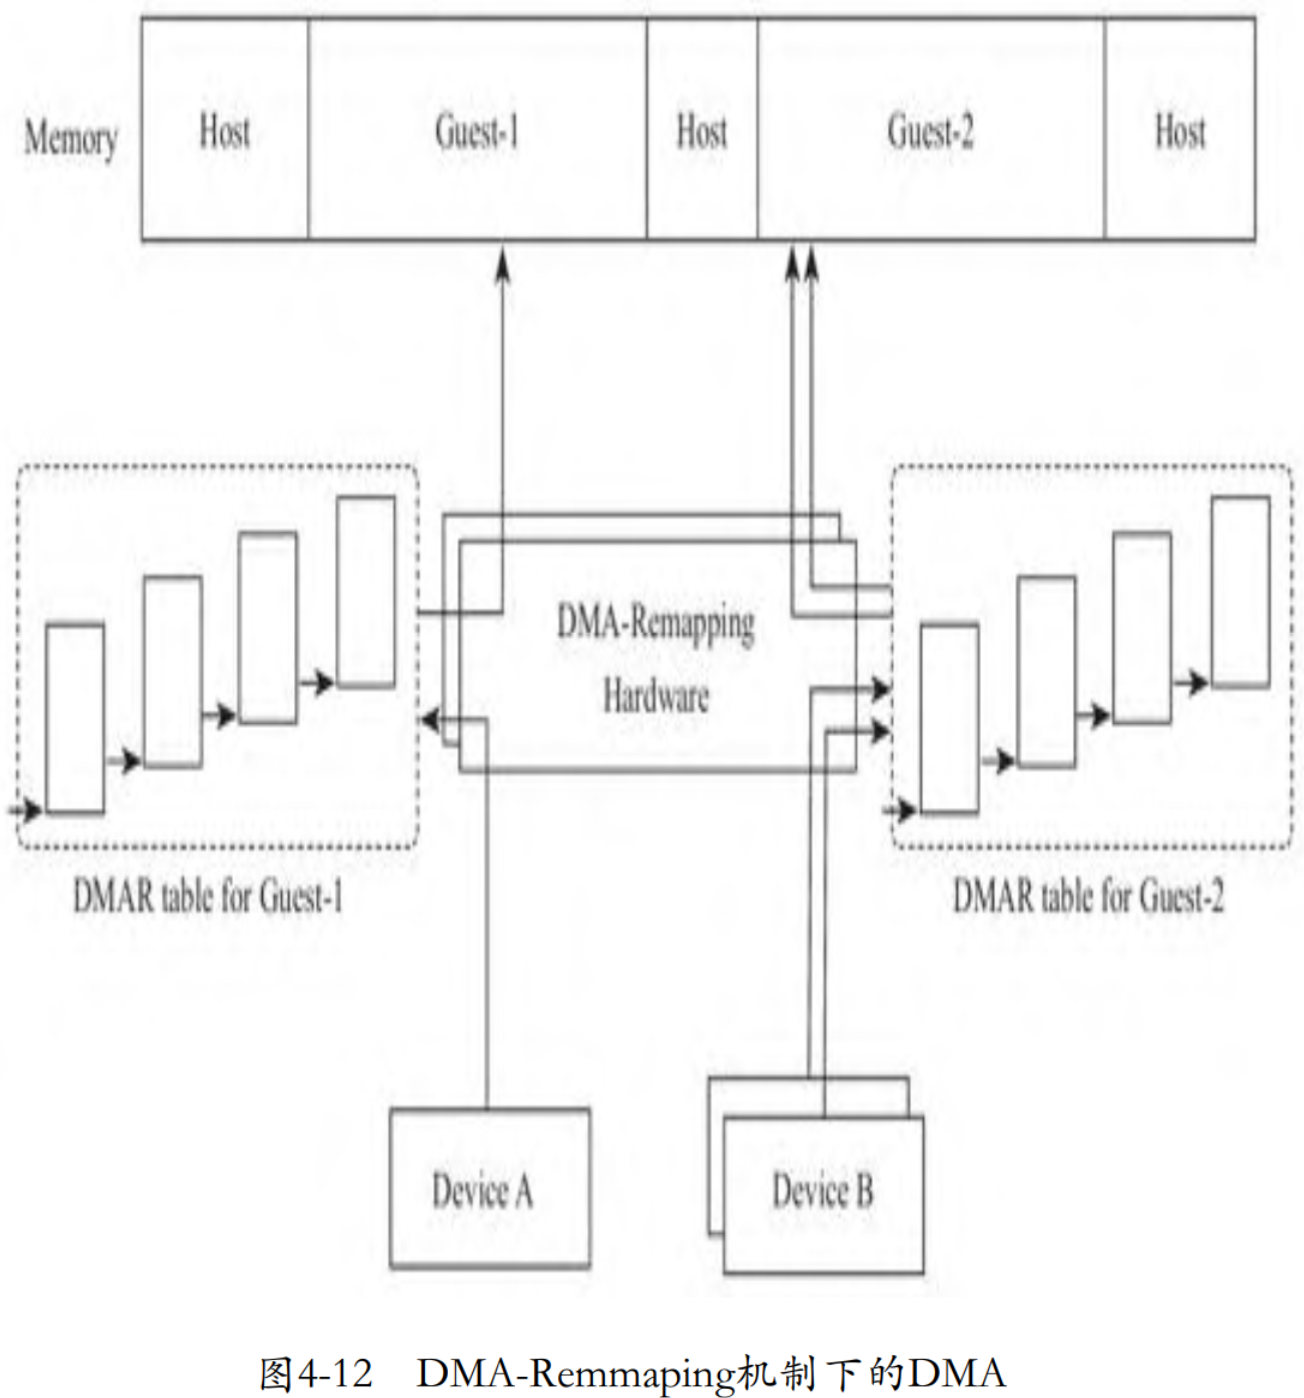 Memory
Host
Guest-1
Host
Guest-2
Host
DMA-Remapping
Hardware
DMAR table for Guest-1
DMAR table for Guest-2
Device A
Device B
图4-12 DMA-Remmaping机制下的DMA